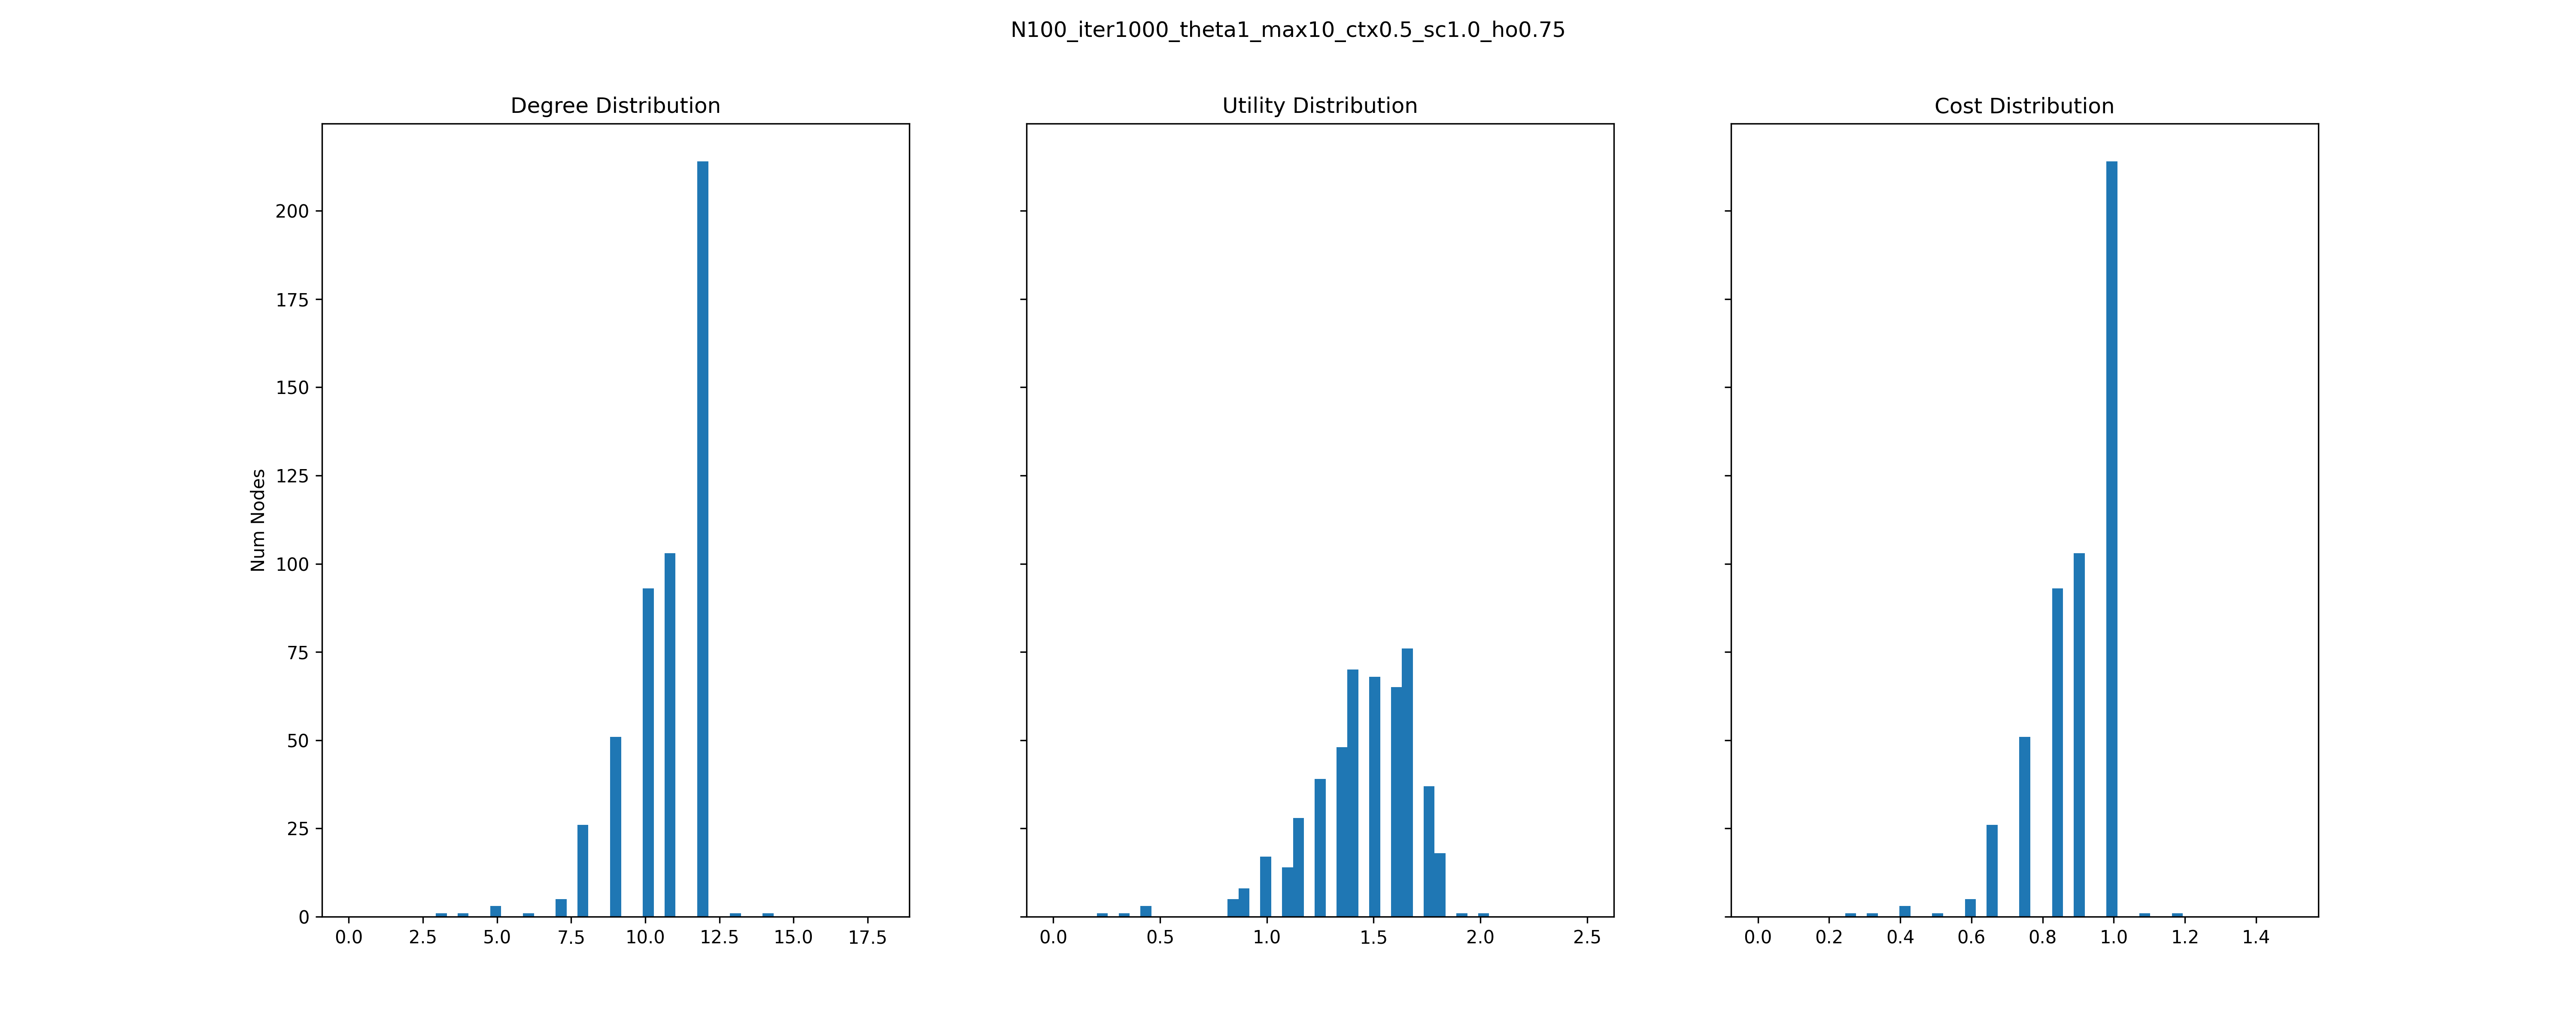 N100_iter1000_theta1_max10_ctx0.5_sc1.0_ho0.75
Degree Distribution
Utility Distribution
Cost Distribution
Num Nodes
200
175
150
125
100
75
50
25
0
0.0 2.5 5.0 7.5 10.0 12.5 15.0 17.5
0.0 0.5 1.0 1.5 2.0 2.5
0.0 0.2 0.4 0.6 0.8 1.0 1.2 1.4